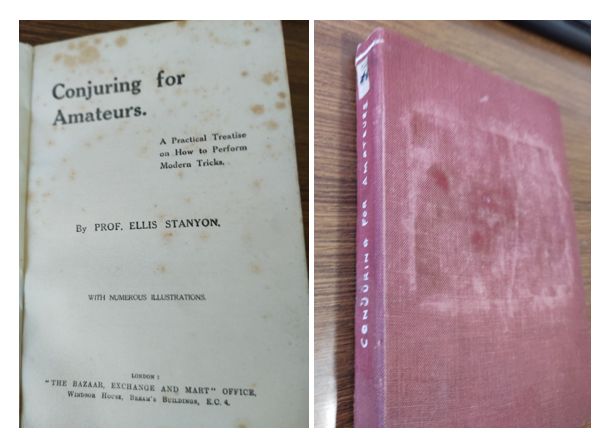 Conjuring for
Amateurs.
A Practical Treatise
on How to Perform
Modern Tricks.
By PROF. ELLIS STANYON.
WITH NUMEROUS ILLUSTRATIONS.
LONDON:
"THE BAZAAR, EXCHANGE AND MART" OFFICE,
WINDSOR HOUSE, BREAM'S BUILDINGS, E.C. 4.
CONJURING FOR AMATEURS